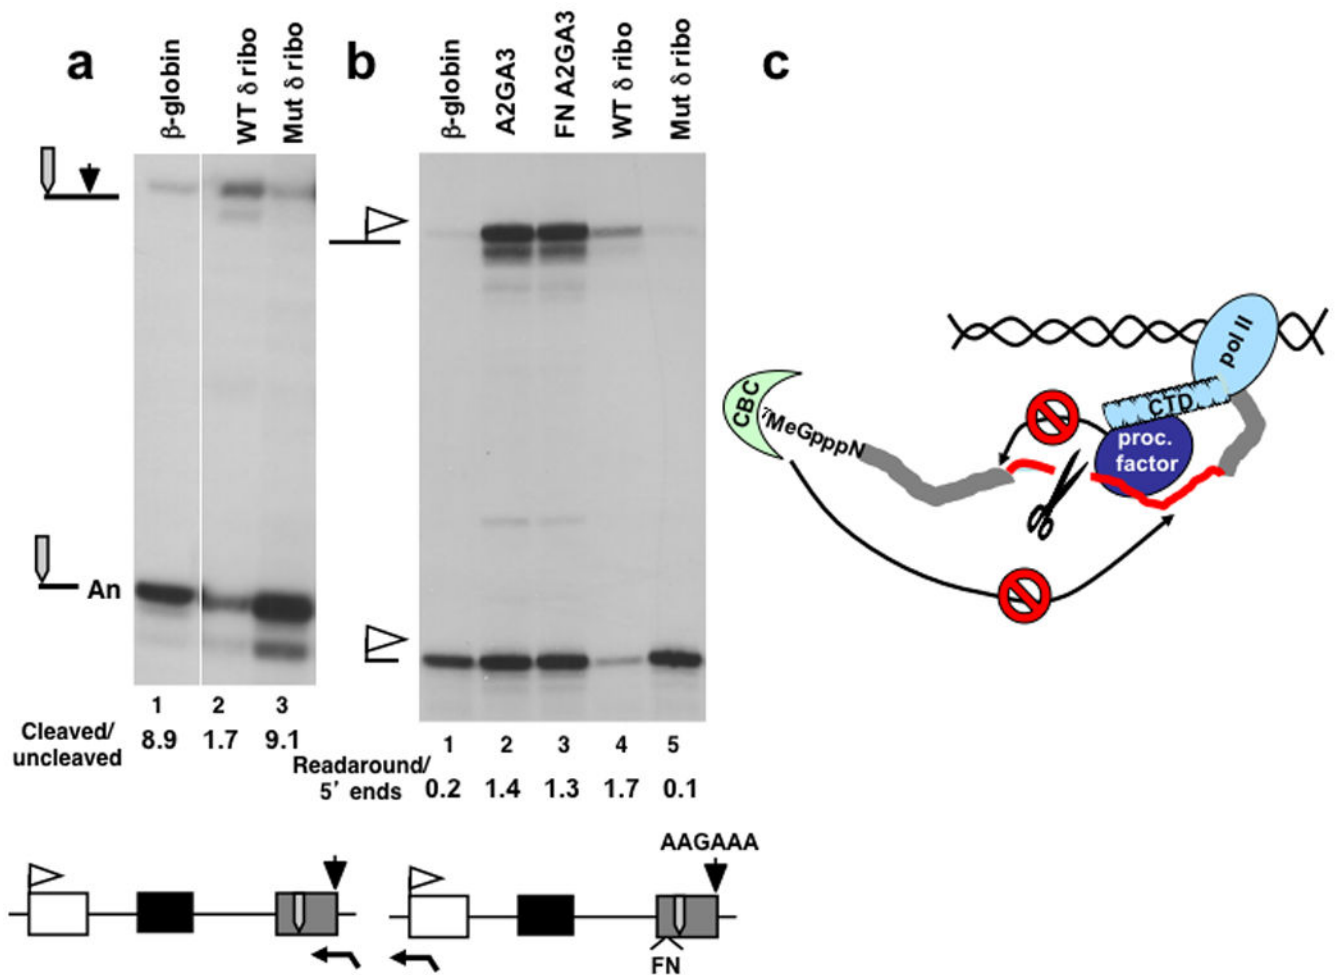 a
β-globin
WT δ ribo
Mut δ ribo
An
1 2 3
Cleaved/
uncleaved
8.9 1.7 9.1
b
β-globin
A2GA3
FN A2GA3
WT δ ribo
Mut δ ribo
1 2 3 4 5
Readaround/
5' ends
0.2 1.4 1.3 1.7 0.1
c
pol II
CTD
CBC
7MeGpppN
proc.
factor
AAGAAA
FN